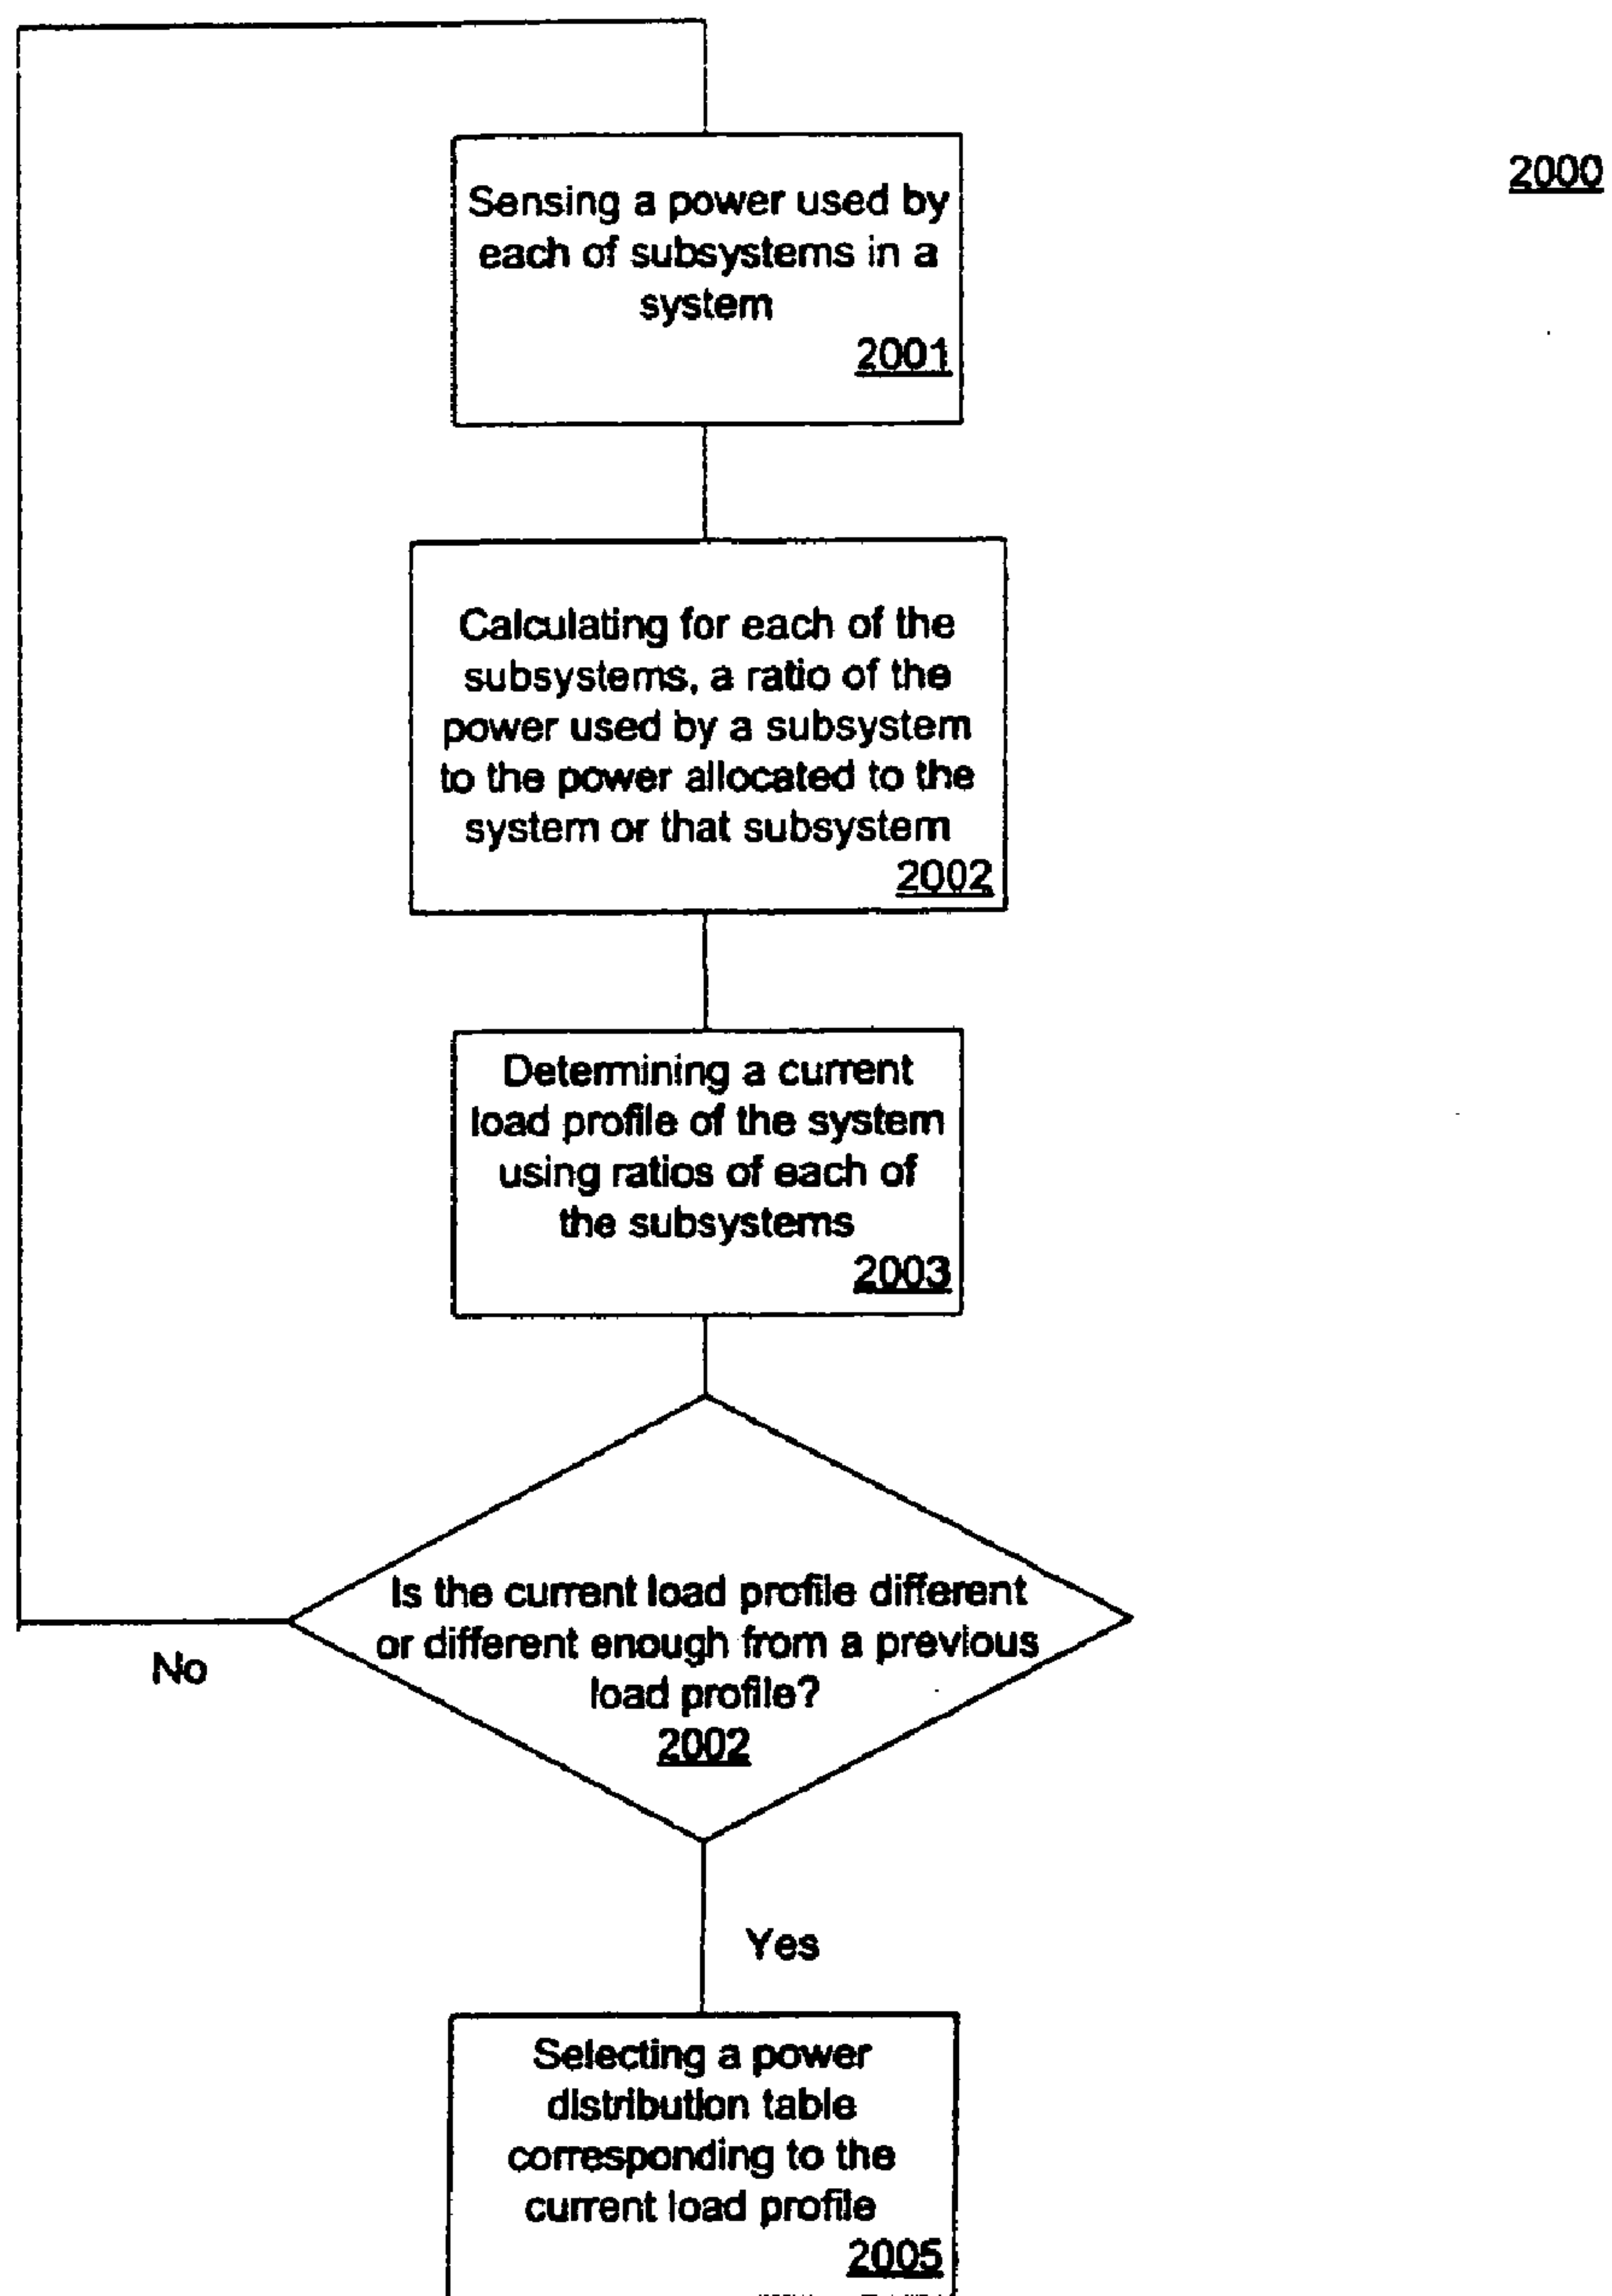 2000
Sensing a power used by
each of subsystems in a
system
2001
Calculating for each of the
subsystems, a ratio of the
power used by a subsystem
to the power allocated to the
system or that subsystem
2002
Determining a current
load profile of the system
using ratios of each of
the subsystems
2003
Is the current load profile different
or different enough from a previous
load profile?
2002
No
Yes
Selecting a power
distribution table
corresponding to the
current load profile
2005